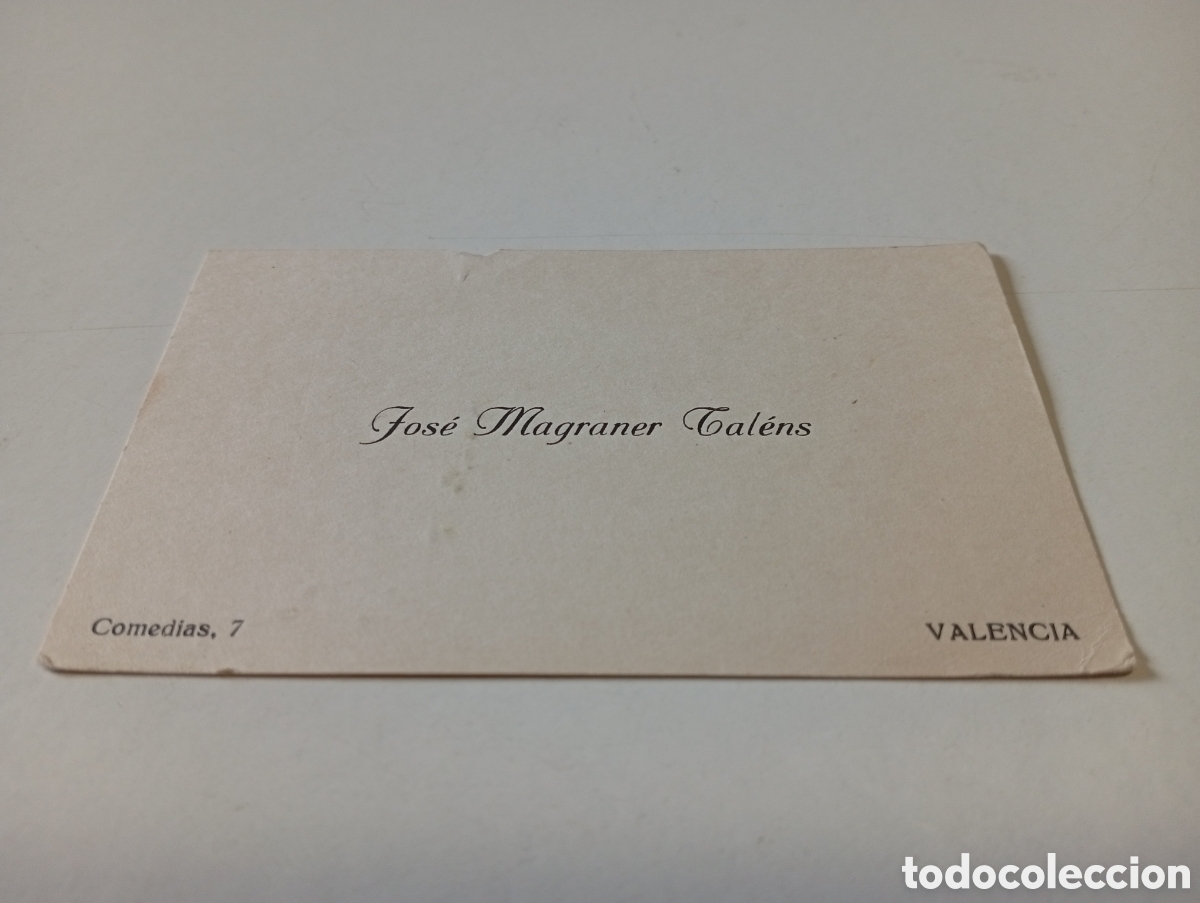 José Magraner Taléns
Comedias, 7
VALENCIA
todocoleccion